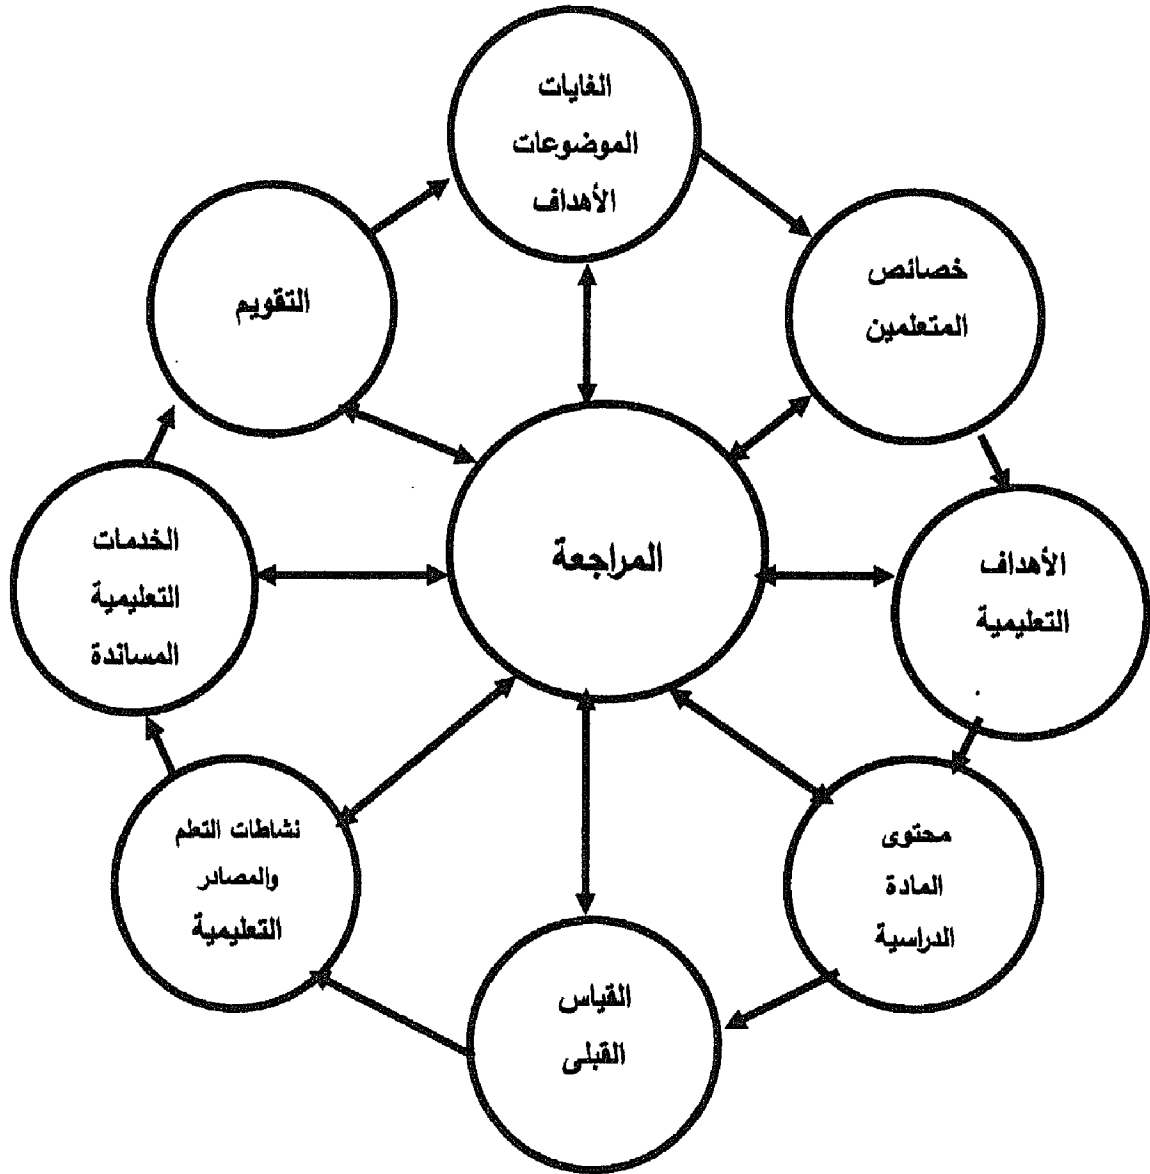 الغايات
الموضوعات
الأهداف
خصائص
المتعلمين
الأهداف
التعليمية
محتوى
المادة
الدراسية
القياس
القبلى
نشاطات التعلم
والمصادر
التعليمية
الخدمات
التعليمية
المساندة
التقويم
المراجعة